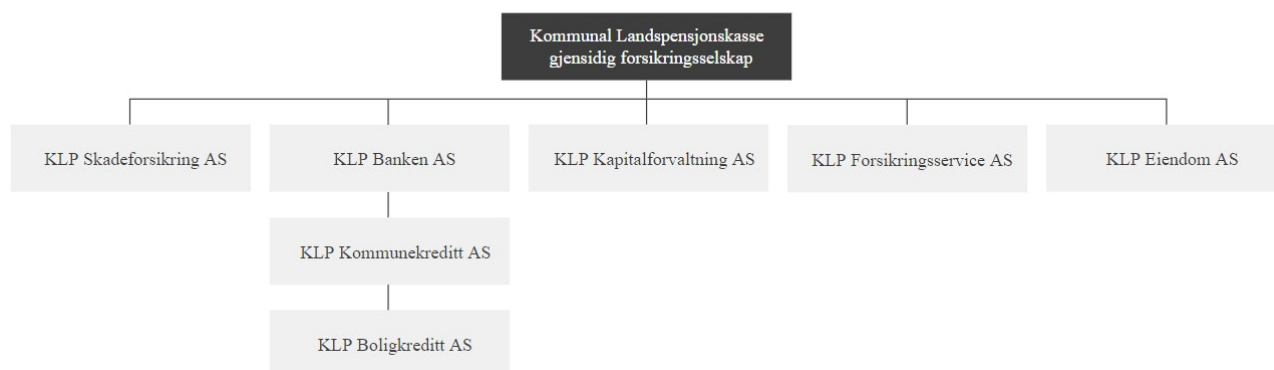 Kommunal Landspensjonskasse
gjensidig forsikringsselskap
KLP Skadeforsikring AS
KLP Banken AS
KLP Kapitalforvaltning AS
KLP Forsikringsservice AS
KLP Eiendom AS
KLP Kommunekreditt AS
KLP Boligkreditt AS